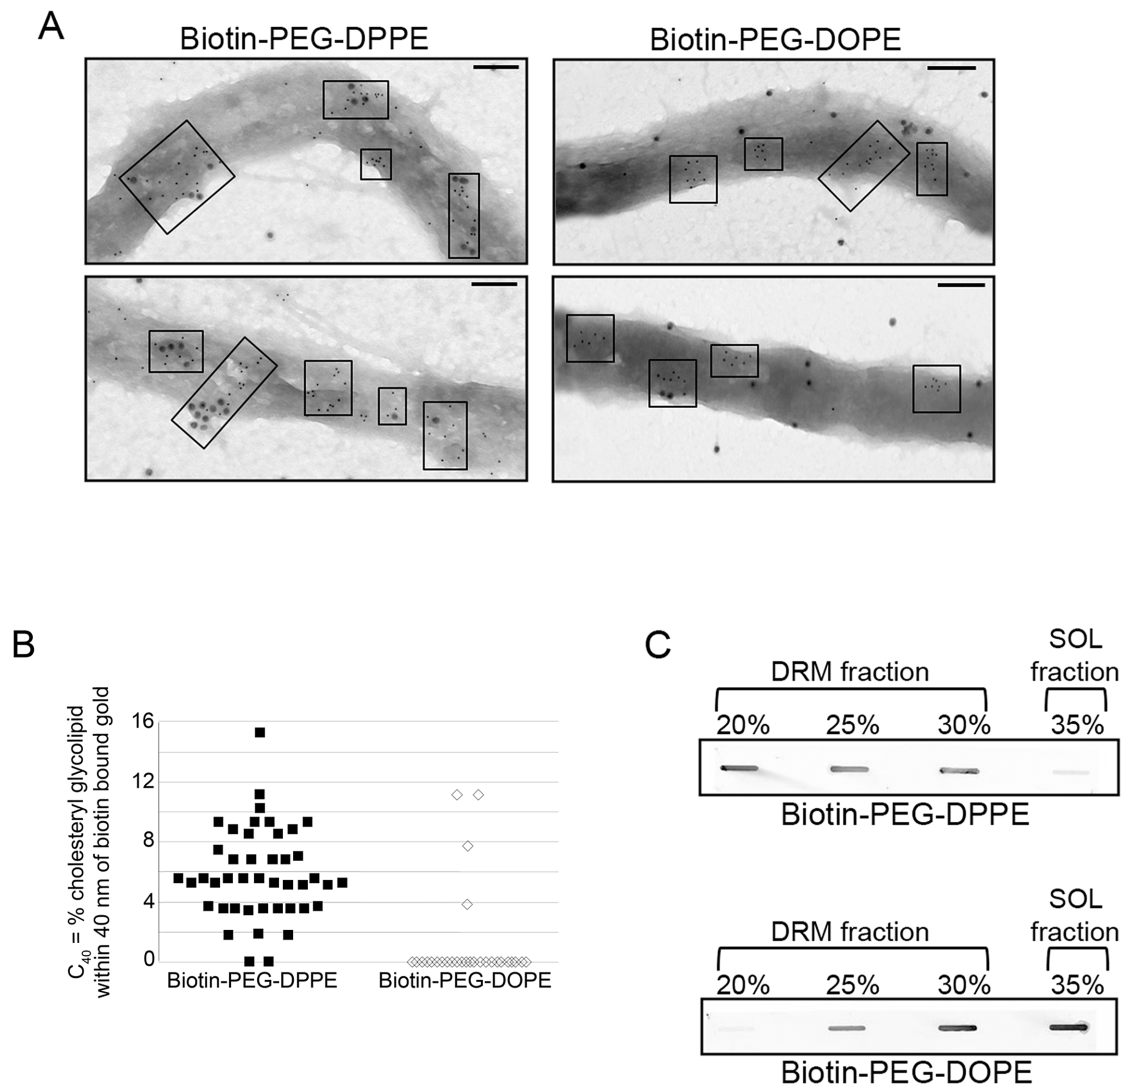 A
Biotin-PEG-DPPE
Biotin-PEG-DOPE
B
C₄₀ = % cholesteryl glycolipid
within 40 nm of biotin bound gold
16
12
8
4
0
Biotin-PEG-DPPE
Biotin-PEG-DOPE
C
DRM fraction
SOL
fraction
20%
25%
30%
35%
Biotin-PEG-DPPE
DRM fraction
SOL
fraction
20%
25%
30%
35%
Biotin-PEG-DOPE